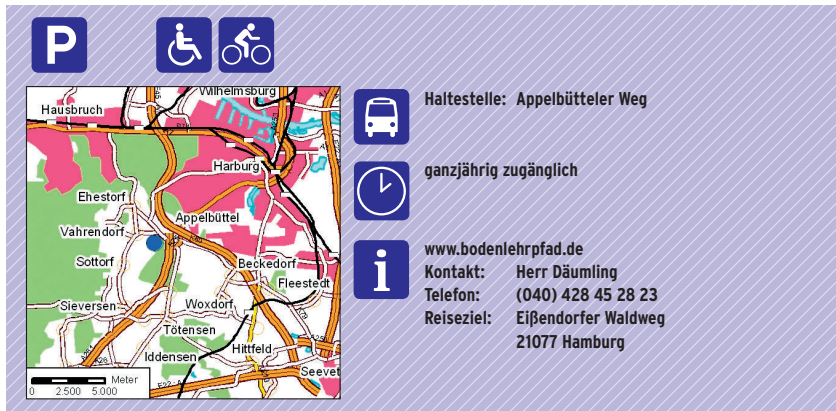 P
Wilhelmsburg
Hausbruch
Harburg
Ehestorf
Appelbüttel
Vahrendorf
Sottorf
Beckedorf
Fleestedt
Sieversen
Woxdorf
Tötensen
Hittfeld
Iddensen
Seevet
Meter
0 2.500 5.000
Haltestelle: Appelbütteler Weg
ganzjährig zugänglich
i
www.bodenlehrpfad.de
Kontakt: Herr Däumling
Telefon: (040) 428 45 28 23
Reiseziel: Eißendorfer Waldweg
21077 Hamburg